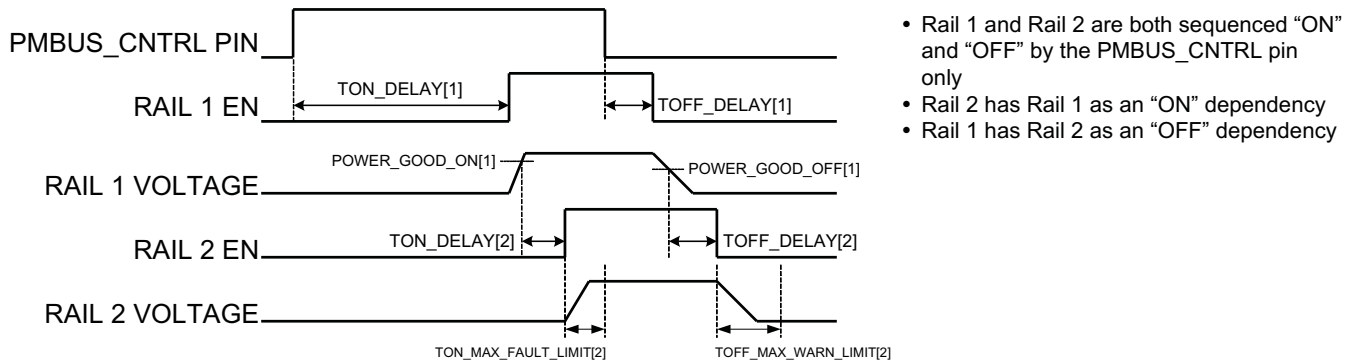 PMBUS_CNTRL PIN
RAIL 1 EN
TON_DELAY[1]
TOFF_DELAY[1]
RAIL 1 VOLTAGE
POWER_GOOD_ON[1]
POWER_GOOD_OFF[1]
RAIL 2 EN
TON_DELAY[2]
TOFF_DELAY[2]
RAIL 2 VOLTAGE
TON_MAX_FAULT_LIMIT[2]
TOFF_MAX_WARN_LIMIT[2]
• Rail 1 and Rail 2 are both sequenced “ON”
and “OFF” by the PMBUS_CNTRL pin
only
• Rail 2 has Rail 1 as an “ON” dependency
• Rail 1 has Rail 2 as an “OFF” dependency